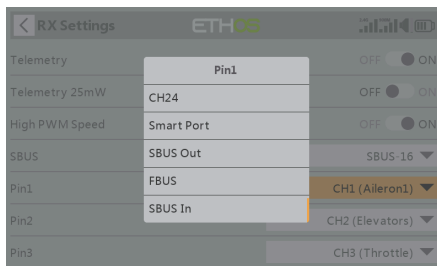 RX Settings
ETHOS
Telemetry
OFF ON
Telemetry 25mW
OFF ON
High PWM Speed
OFF ON
SBUS
SBUS-16
Pin1
CH1 (Aileron1)
Pin2
CH2 (Elevators)
Pin3
CH3 (Throttle)
Pin1
CH24
Smart Port
SBUS Out
FBUS
SBUS In